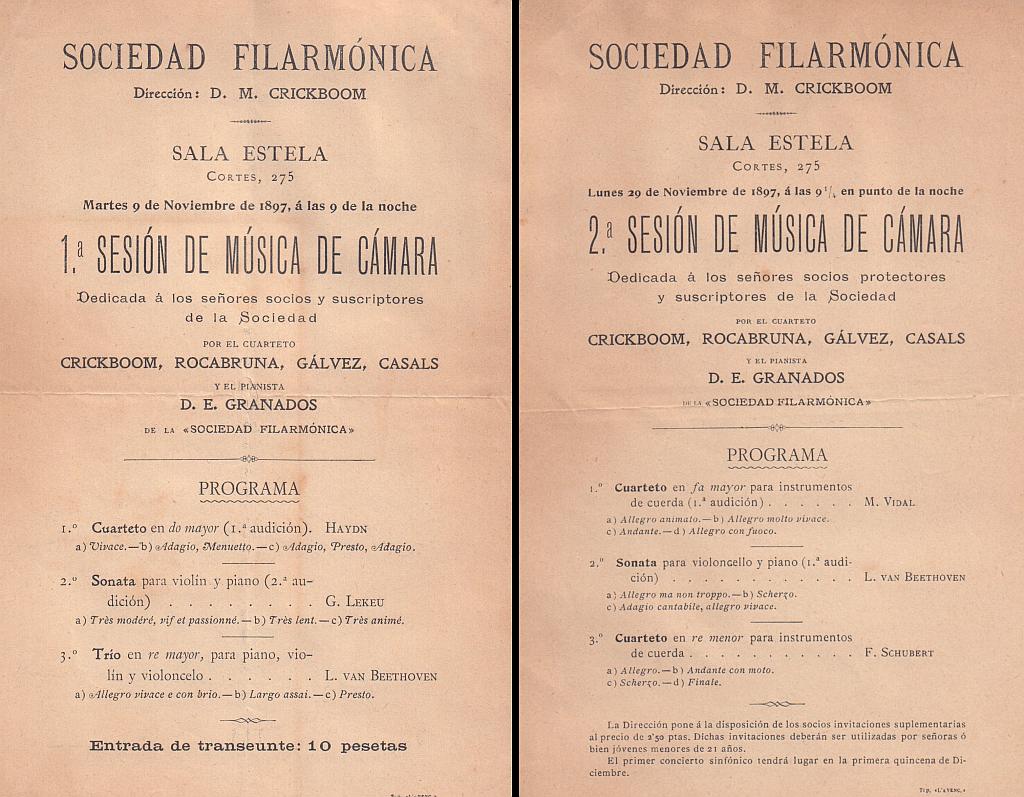 SOCIEDAD FILARMÓNICA
Dirección: D. M. CRICKBOOM
SALA ESTELA
CORTES, 275
Martes 9 de Noviembre de 1897, á las 9 de la noche
1.ª SESIÓN DE MÚSICA DE CÁMARA
Dedicada á los señores socios y suscriptores
de la Sociedad
POR EL CUARTETO
CRICKBOOM, ROCABRUNA, GÁLVEZ, CASALS
Y EL PIANISTA
D. E. GRANADOS
DE LA «SOCIEDAD FILARMÓNICA»
PROGRAMA
1.º Cuarteto en do mayor (1.ª audición). HAYDN
a) Vivace.—b) Adagio, Menuetto.—c) Adagio, Presto, Adagio.
2.º Sonata para violín y piano (2.ª au-
dición) . . . . . . . . G. LEKEU
a) Très modéré, vif et passionné.—b) Très lent.—c) Très animé.
3.º Trío en re mayor, para piano, vio-
lín y violoncelo . . . . . . L. VAN BEETHOVEN
a) Allegro vivace e con brio.—b) Largo assai.—c) Presto.
Entrada de transeunte: 10 pesetas
SOCIEDAD FILARMÓNICA
Dirección: D. M. CRICKBOOM
SALA ESTELA
CORTES, 275
Lunes 29 de Noviembre de 1897, á las 9 1/4 en punto de la noche
2.ª SESIÓN DE MÚSICA DE CÁMARA
Dedicada á los señores socios protectores
y suscriptores de la Sociedad
POR EL CUARTETO
CRICKBOOM, ROCABRUNA, GÁLVEZ, CASALS
Y EL PIANISTA
D. E. GRANADOS
DE LA «SOCIEDAD FILARMÓNICA»
PROGRAMA
1.º Cuarteto en fa mayor para instrumentos
de cuerda (1.ª audición) . . . . . . M. VIDAL
a) Allegro animato.—b) Allegro molto vivace.
c) Andante.—d) Allegro con fuoco.
2.º Sonata para violoncello y piano (1.ª audi-
ción) . . . . . . . . . . . . L. VAN BEETHOVEN
a) Allegro ma non troppo.—b) Scherzo.
c) Adagio cantabile, allegro vivace.
3.º Cuarteto en re menor para instrumentos
de cuerda . . . . . . . . . . . F. SCHUBERT
a) Allegro.—b) Andante con moto.
c) Scherzo.—d) Finale.
La Dirección pone á la disposición de los socios invitaciones suplementarias
al precio de 2'50 ptas. Dichas invitaciones deberán ser utilizadas por señoras ó
bien jóvenes menores de 21 años.
El primer concierto sinfónico tendrá lugar en la primera quincena de Di-
ciembre.
Tip. «L'AVENÇ.»